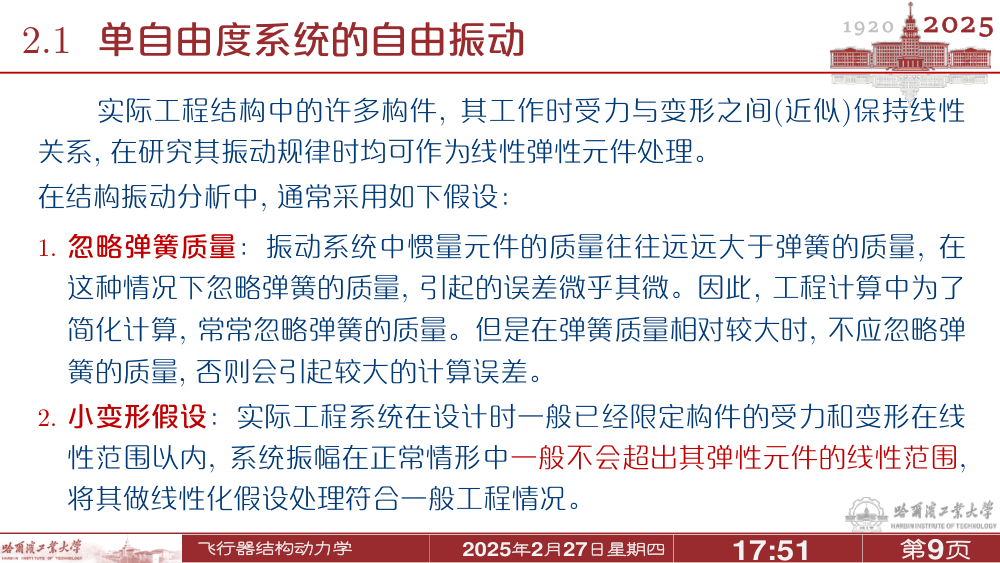 2.1 单自由度系统的自由振动
1920 2025
实际工程结构中的许多构件, 其工作时受力与变形之间(近似)保持线性
关系, 在研究其振动规律时均可作为线性弹性元件处理。
在结构振动分析中, 通常采用如下假设:
1. 忽略弹簧质量: 振动系统中惯量元件的质量往往远远大于弹簧的质量, 在
这种情况下忽略弹簧的质量, 引起的误差微乎其微。因此, 工程计算中为了
简化计算, 常常忽略弹簧的质量。但是在弹簧质量相对较大时, 不应忽略弹
簧的质量, 否则会引起较大的计算误差。
2. 小变形假设: 实际工程系统在设计时一般已经限定构件的受力和变形在线
性范围以内, 系统振幅在正常情形中一般不会超出其弹性元件的线性范围,
将其做线性化假设处理符合一般工程情况。
哈爾濱工業大學
HARBIN INSTITUTE OF TECHNOLOGY
哈爾濱工業大學
HARBIN INSTITUTE OF TECHNOLOGY
飞行器结构动力学
2025年2月27日星期四
17:51
第9页